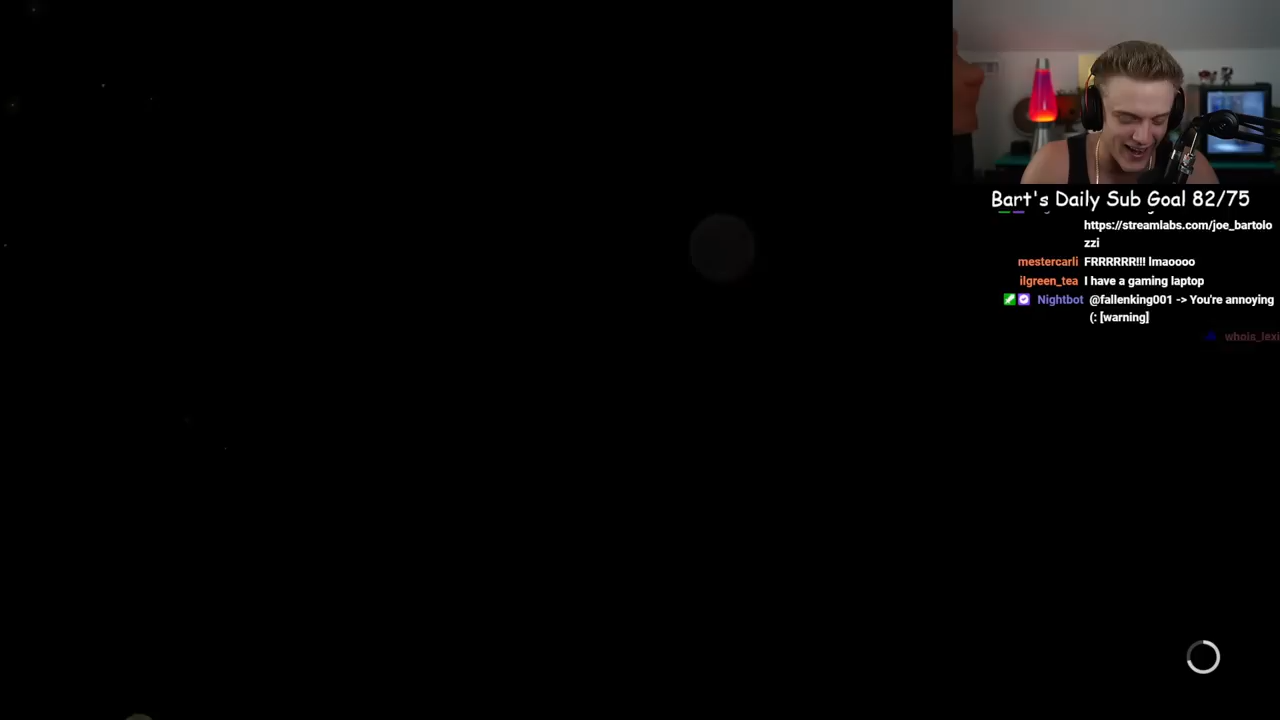 Bart's Daily Sub Goal 82/75
https://streamlabs.com/joe_bartolo
zzi
mestercarli FRRRRRR!!! lmaoooo
ilgreen_tea I have a gaming laptop
Nightbot @fallenking001 -> You're annoying
(: [warning]
whois_lexi